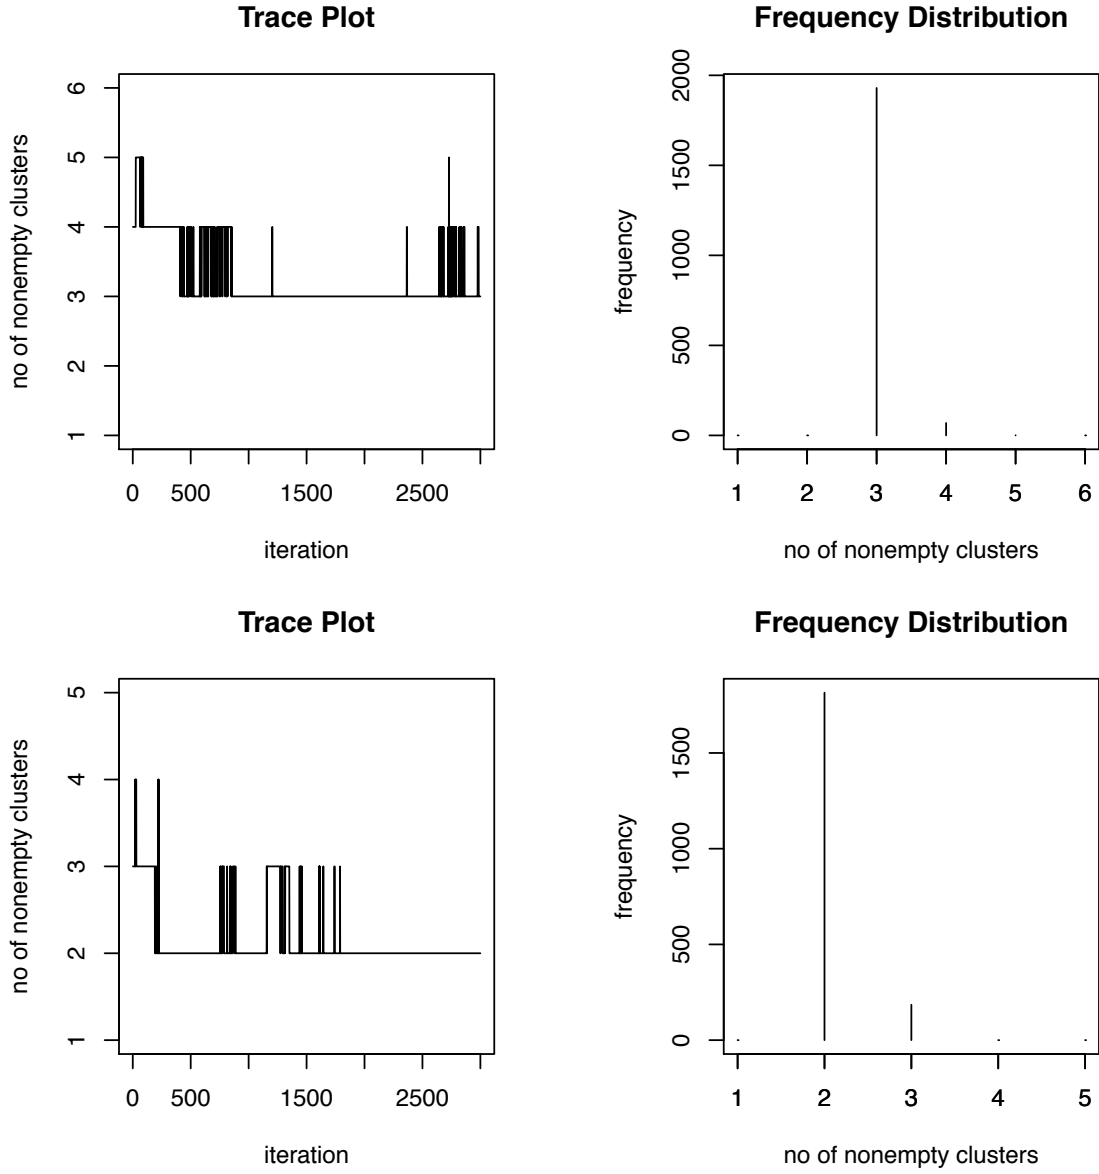 Trace Plot
no of nonempty clusters
6
5
4
3
2
1
0 500 1500 2500
iteration
Frequency Distribution
frequency
2000
1500
1000
500
0
1 2 3 4 5 6
no of nonempty clusters
Trace Plot
no of nonempty clusters
5
4
3
2
1
0 500 1500 2500
iteration
Frequency Distribution
frequency
1500
1000
500
0
1 2 3 4 5
no of nonempty clusters